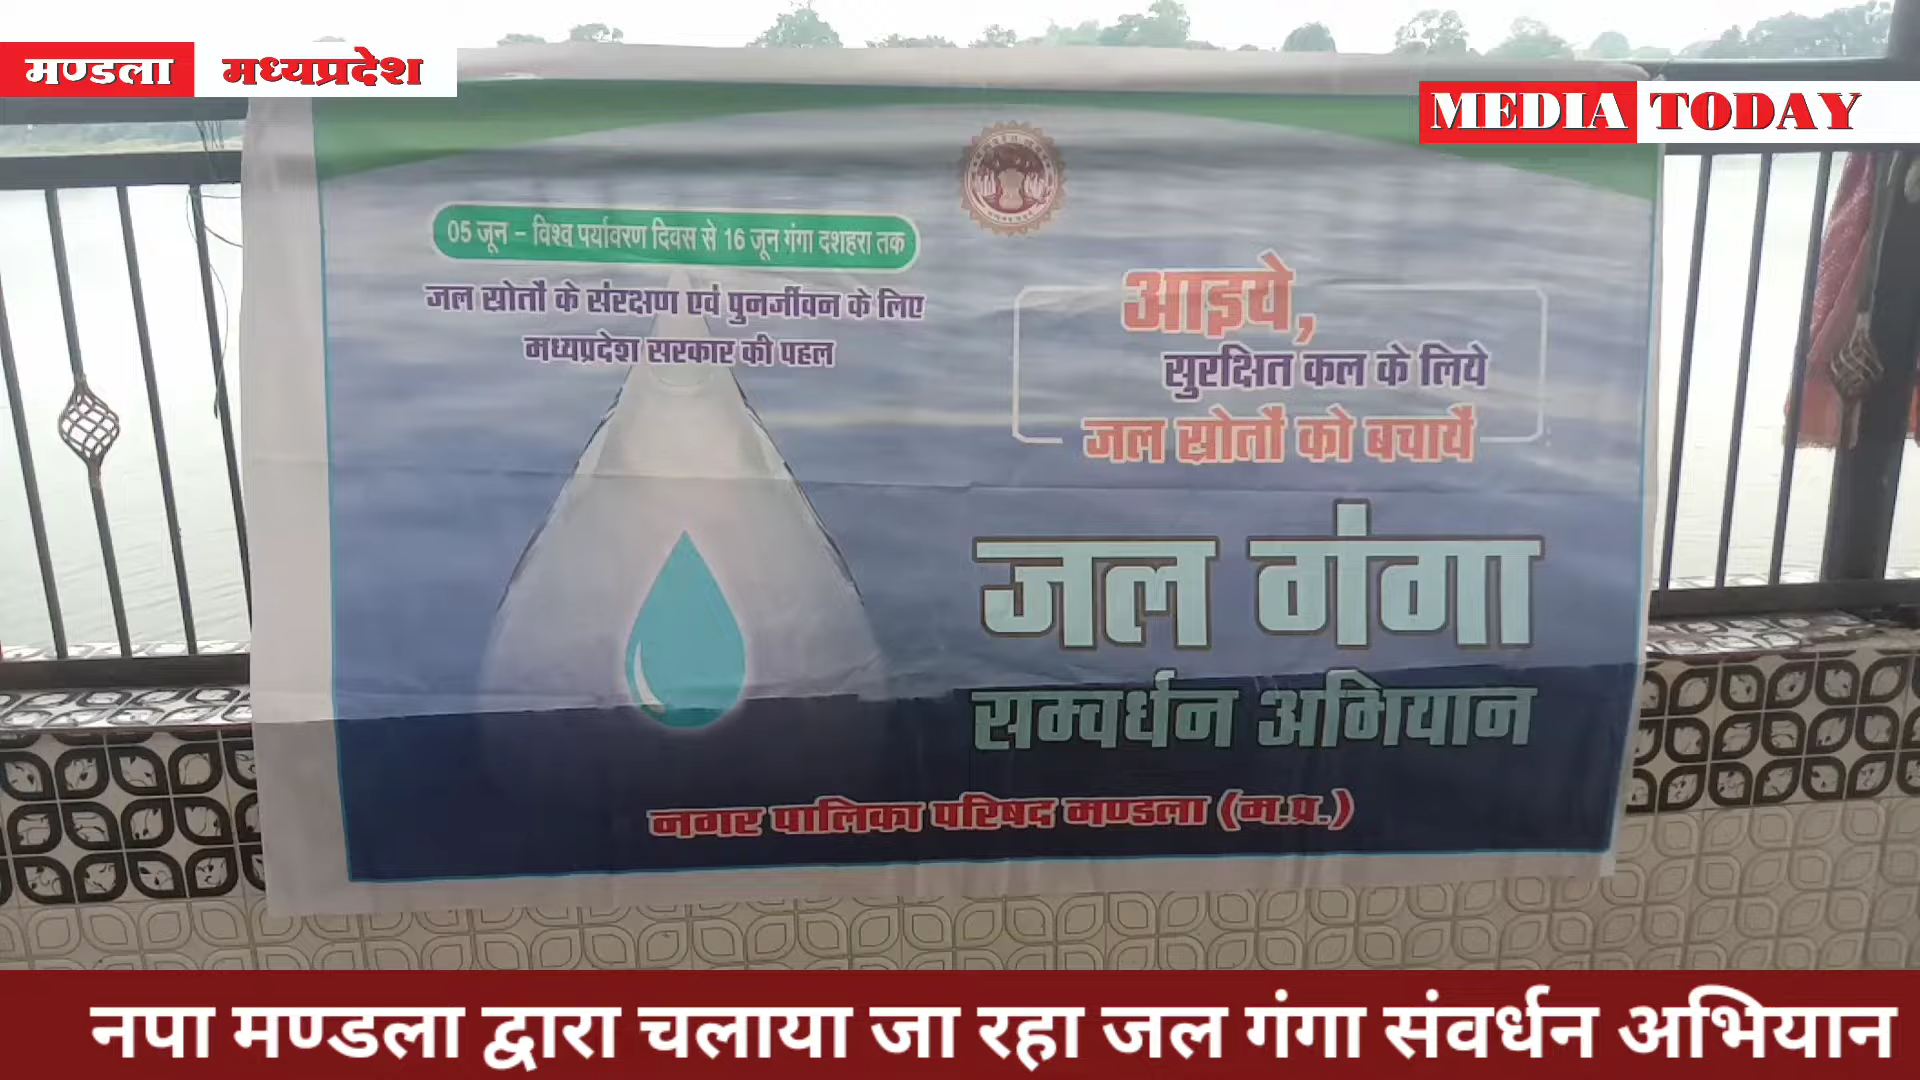 मण्डला मध्यप्रदेश
MEDIA TODAY
05 जून – विश्व पर्यावरण दिवस से 16 जून गंगा दशहरा तक
जल स्रोतों के संरक्षण एवं पुनर्जीवन के लिए
मध्यप्रदेश सरकार की पहल
आइये,
सुरक्षित कल के लिये
जल स्रोतों को बचायें
जल गंगा
सम्वर्धन अभियान
नगर पालिका परिषद मण्डला (म.प्र.)
नपा मण्डला द्वारा चलाया जा रहा जल गंगा संवर्धन अभियान